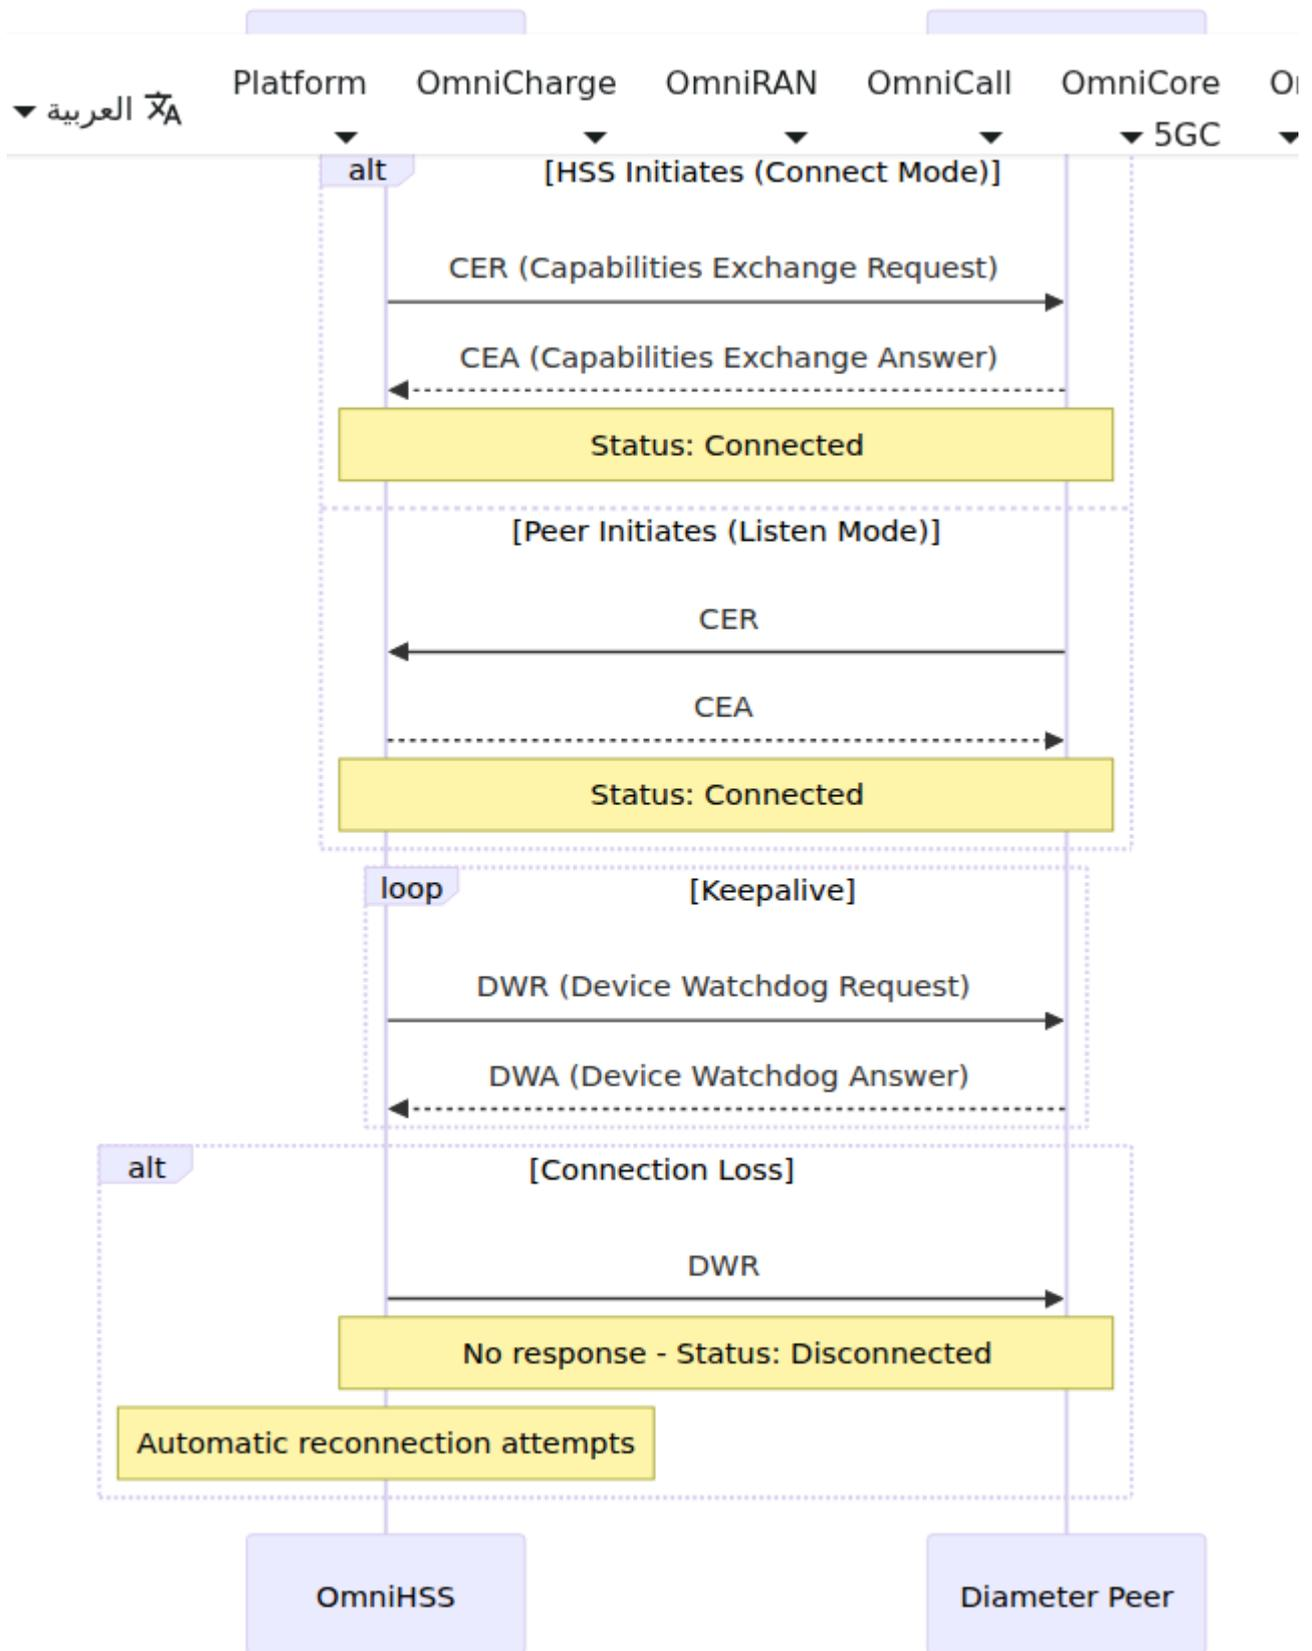 Platform
OmniCharge
OmniRAN
OmniCall
OmniCore
5GC
العربية
alt
[HSS Initiates (Connect Mode)]
CER (Capabilities Exchange Request)
CEA (Capabilities Exchange Answer)
Status: Connected
[Peer Initiates (Listen Mode)]
CER
CEA
Status: Connected
loop
[Keepalive]
DWR (Device Watchdog Request)
DWA (Device Watchdog Answer)
alt
[Connection Loss]
DWR
No response - Status: Disconnected
Automatic reconnection attempts
OmniHSS
Diameter Peer